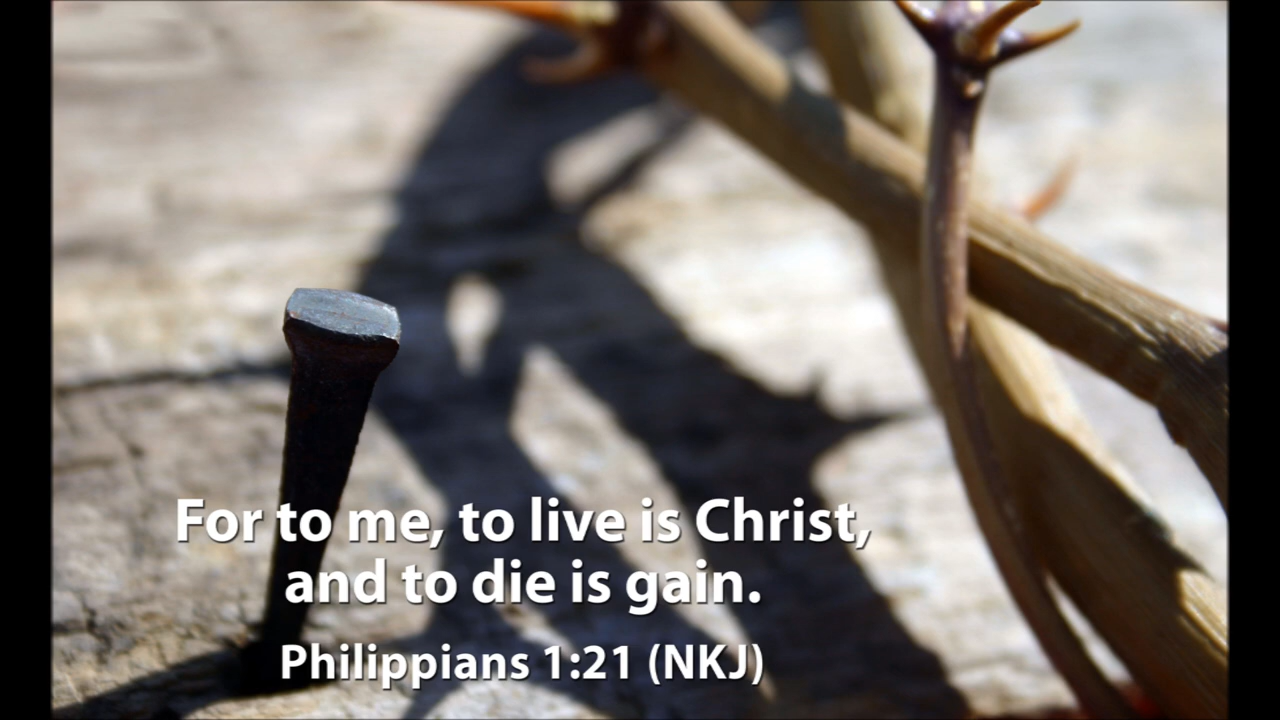 For to me, to live is Christ,
and to die is gain.
Philippians 1:21 (NKJ)